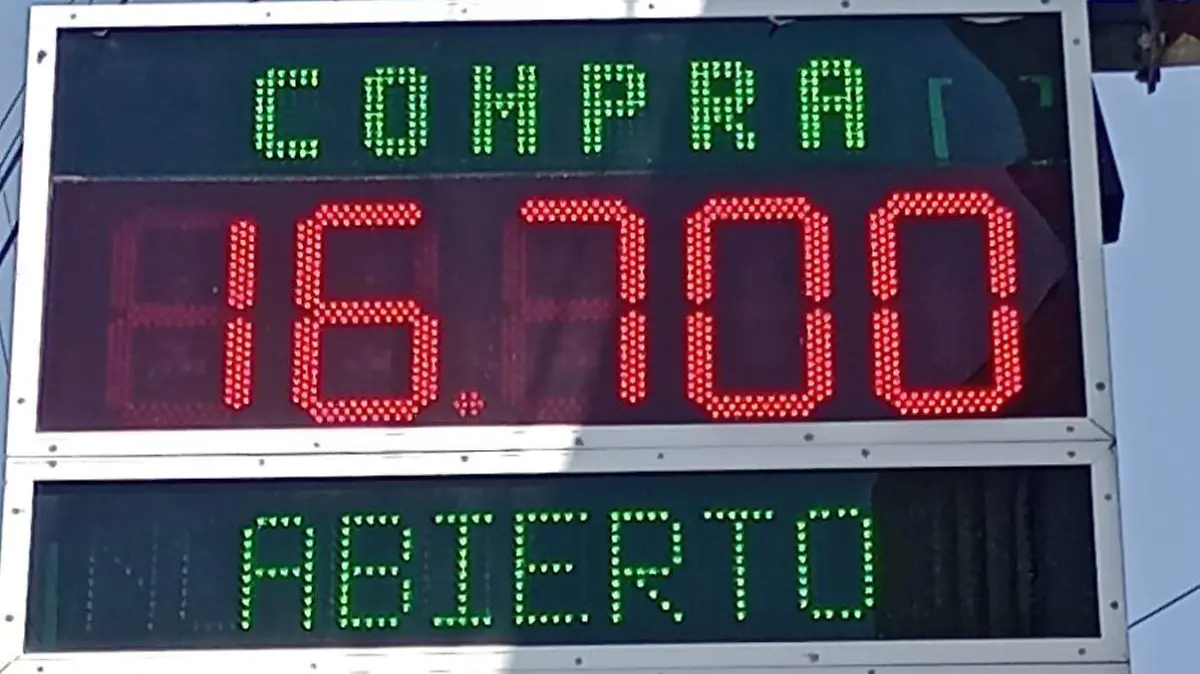 COMPRA
16.700
ABIERTO